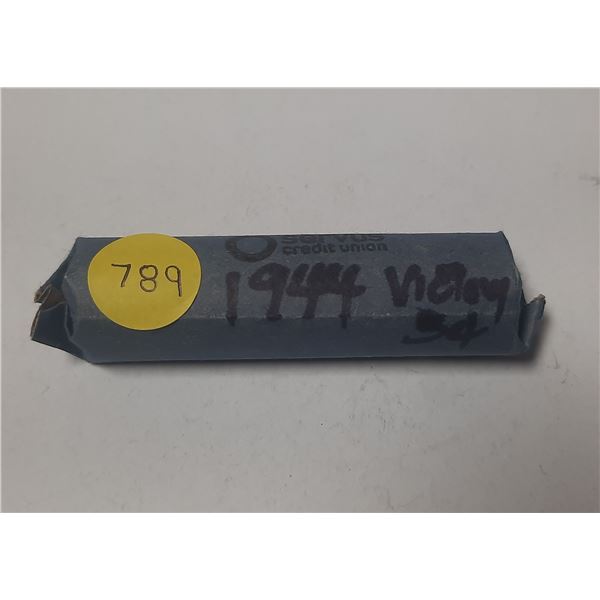 servus
credit union
789
1944 Victory
5¢